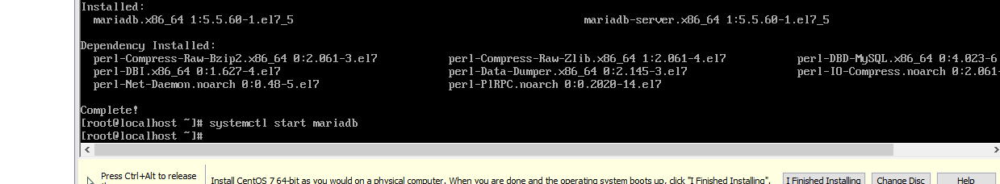 Installed:
mariadb.x86_64 1:5.5.60-1.el7_5 mariadb-server.x86_64 1:5.5.60-1.el7_5
Dependency Installed:
perl-Compress-Raw-Bzip2.x86_64 0:2.061-3.el7 perl-Compress-Raw-Zlib.x86_64 1:2.061-4.el7 perl-DBD-MySQL.x86_64 0:4.023-6
perl-DBI.x86_64 0:1.627-4.el7 perl-Data-Dumper.x86_64 0:2.145-3.el7 perl-IO-Compress.noarch 0:2.061-
perl-Net-Daemon.noarch 0:0.48-5.el7 perl-PlRPC.noarch 0:0.2020-14.el7
Complete!
[root@localhost ~]# systemctl start mariadb
[root@localhost ~]#
Press Ctrl+Alt to release
Install CentOS 7 64-bit as you would on a physical computer. When you are done and the operating system boots up, click "I Finished Installing".
I Finished Installing Change Disc Help